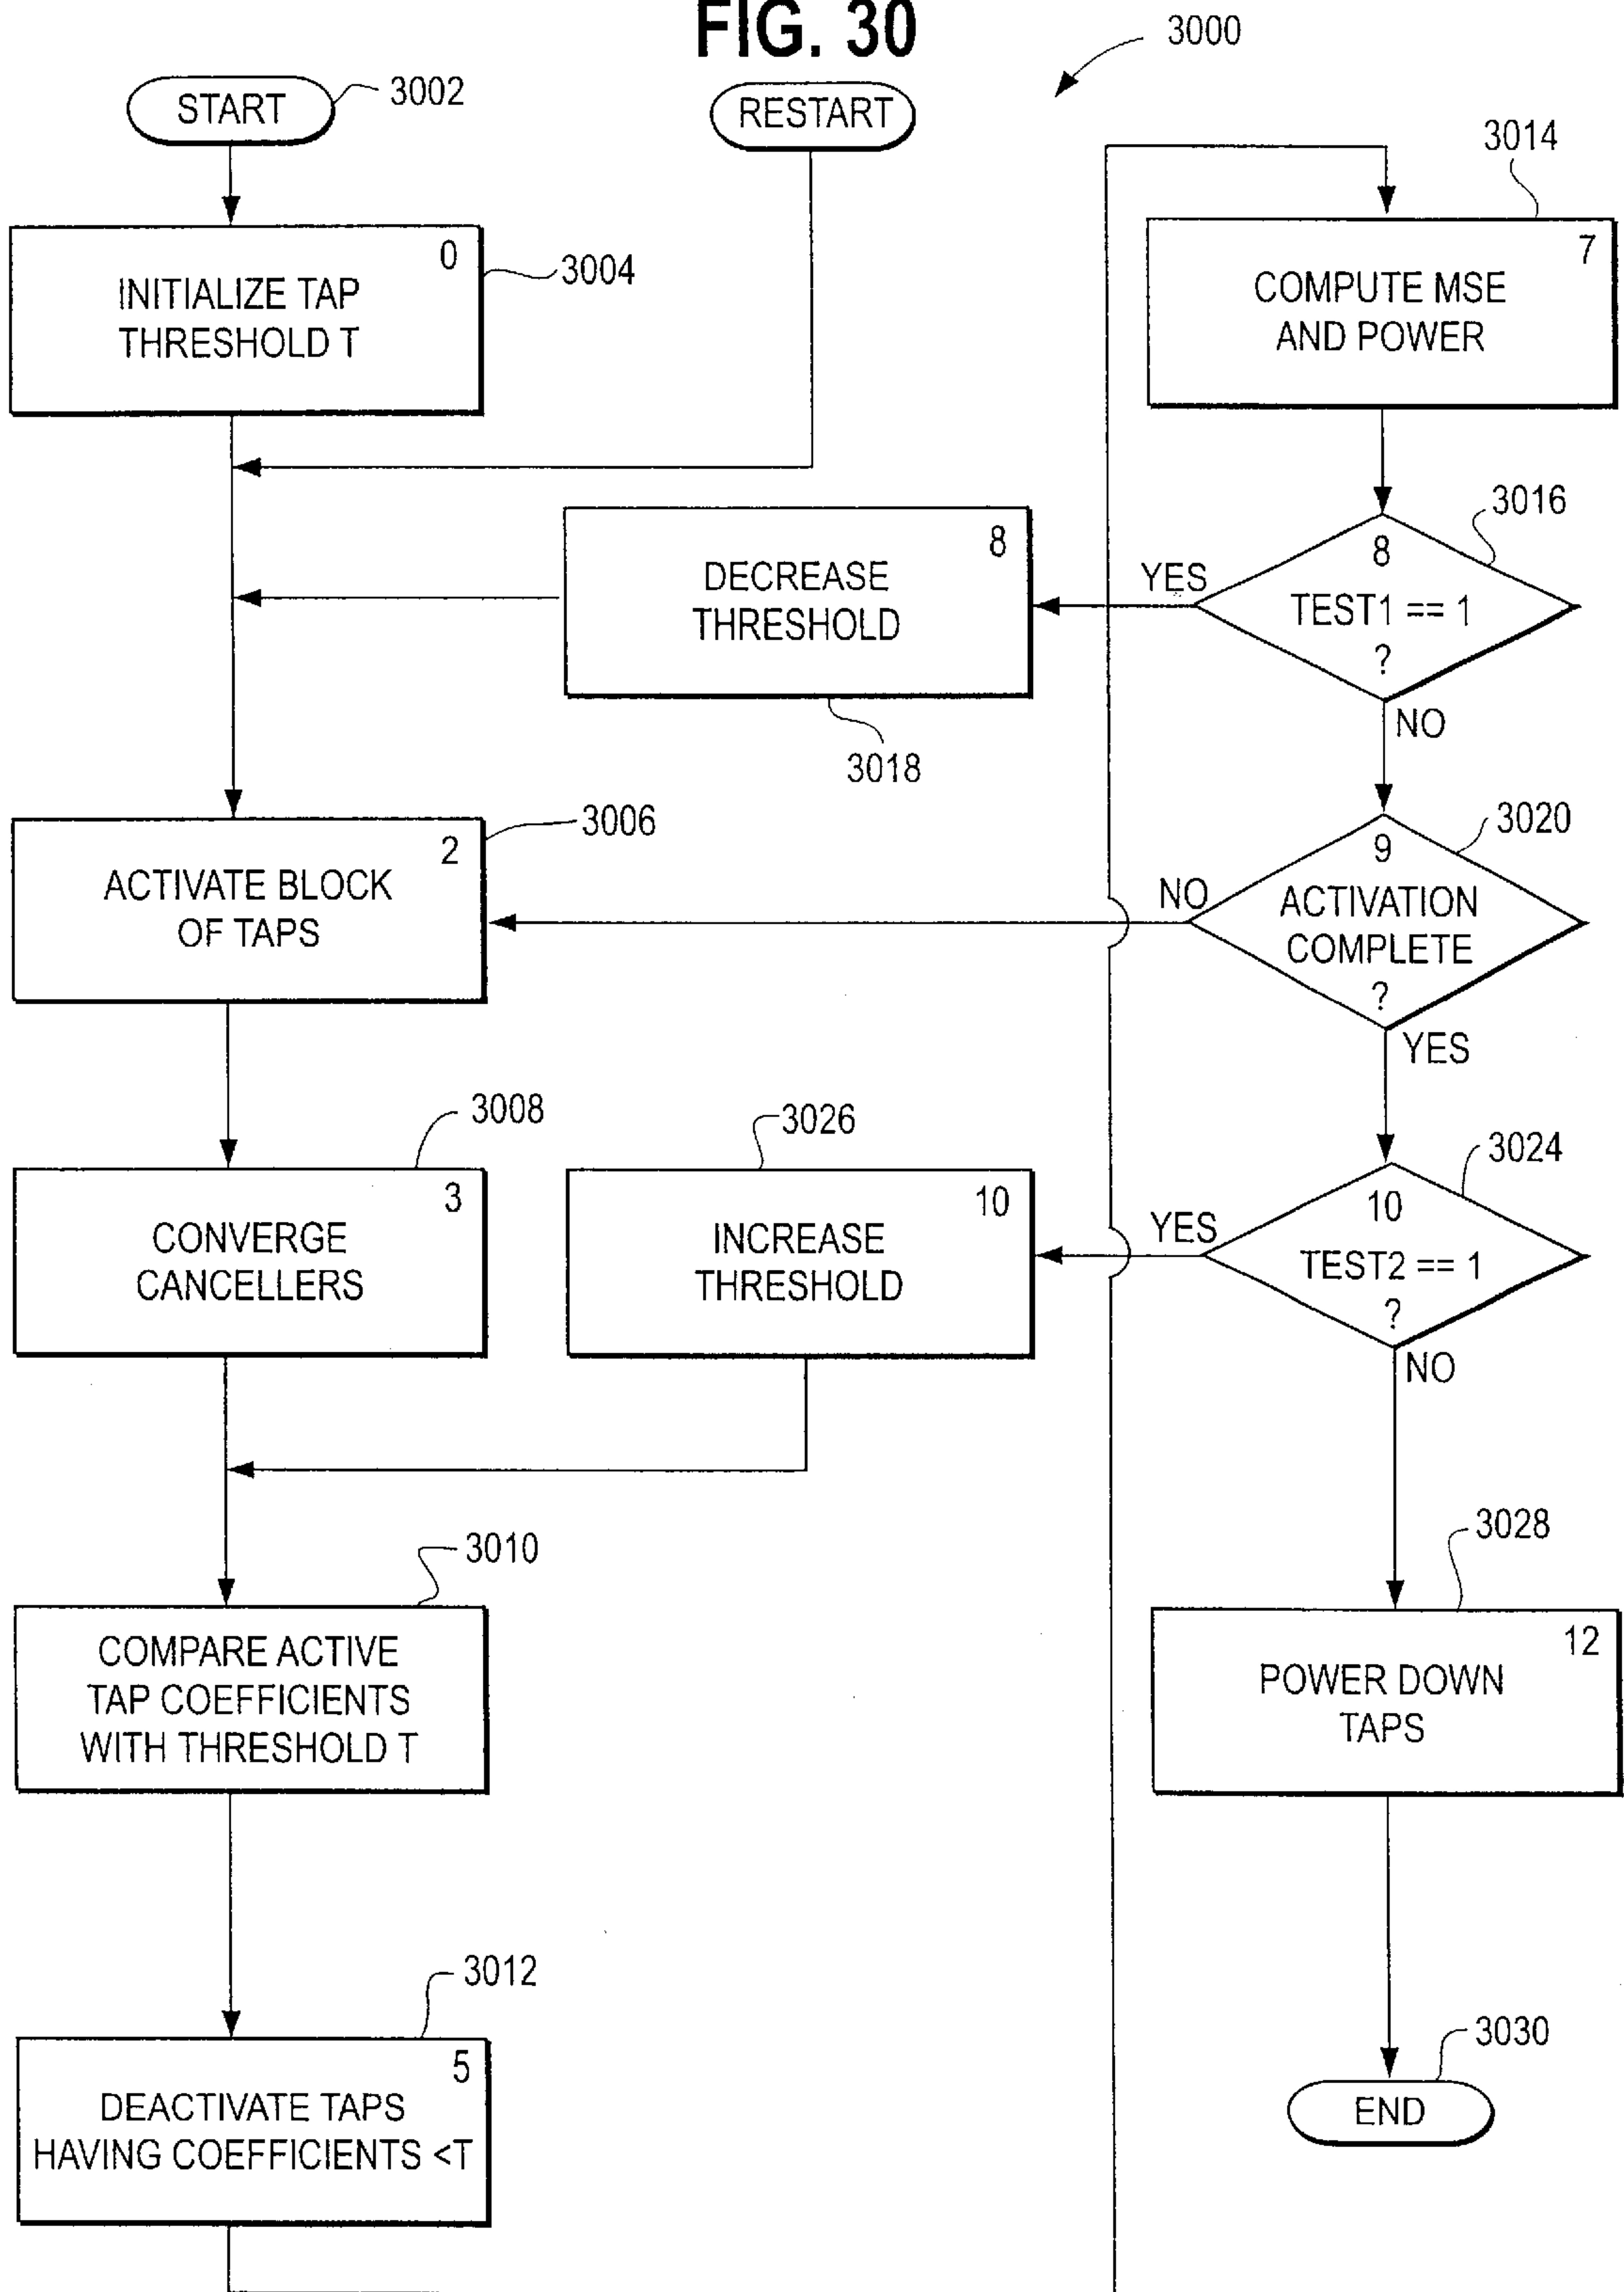 FIG. 30
3000
START
3002
RESTART
0
INITIALIZE TAP
THRESHOLD T
3004
3014
7
COMPUTE MSE
AND POWER
3016
8
TEST1 == 1
?
YES
NO
8
DECREASE
THRESHOLD
3018
3006
2
ACTIVATE BLOCK
OF TAPS
3020
9
ACTIVATION
COMPLETE
?
NO
YES
3008
3
CONVERGE
CANCELLERS
3026
10
INCREASE
THRESHOLD
3024
10
TEST2 == 1
?
YES
NO
3010
COMPARE ACTIVE
TAP COEFFICIENTS
WITH THRESHOLD T
3028
12
POWER DOWN
TAPS
3012
5
DEACTIVATE TAPS
HAVING COEFFICIENTS <T
3030
END